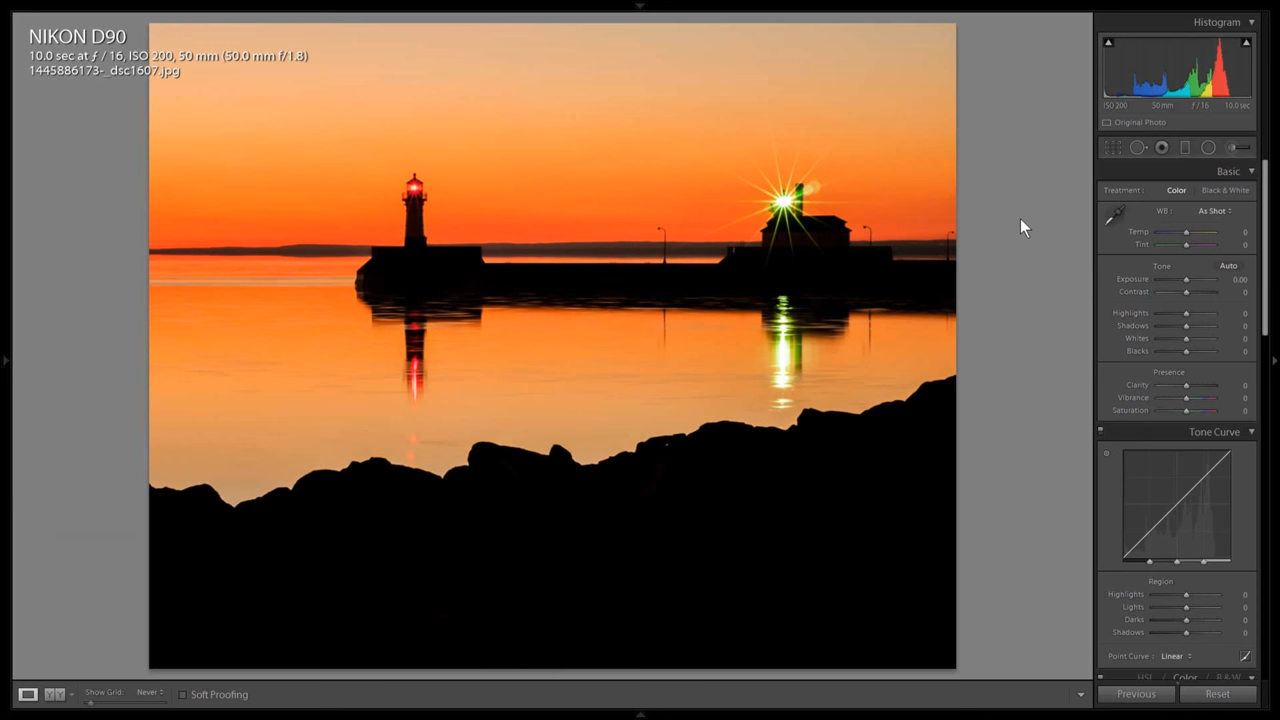 NIKON D90
10.0 sec at ƒ / 16, ISO 200, 50 mm (50.0 mm f/1.8)
1445886173-_dsc1607.jpg
Histogram
ISO 200 50 mm ƒ / 16 10.0 sec
Original Photo
Basic
Treatment : Color Black & White
WB : As Shot
Temp 0
Tint 0
Tone Auto
Exposure 0.00
Contrast 0
Highlights 0
Shadows 0
Whites 0
Blacks 0
Presence
Clarity 0
Vibrance 0
Saturation 0
Tone Curve
Region
Highlights 0
Lights 0
Darks 0
Shadows 0
Point Curve : Linear
HSL / Color / B & W
Show Grid: Never
Soft Proofing
Previous Reset